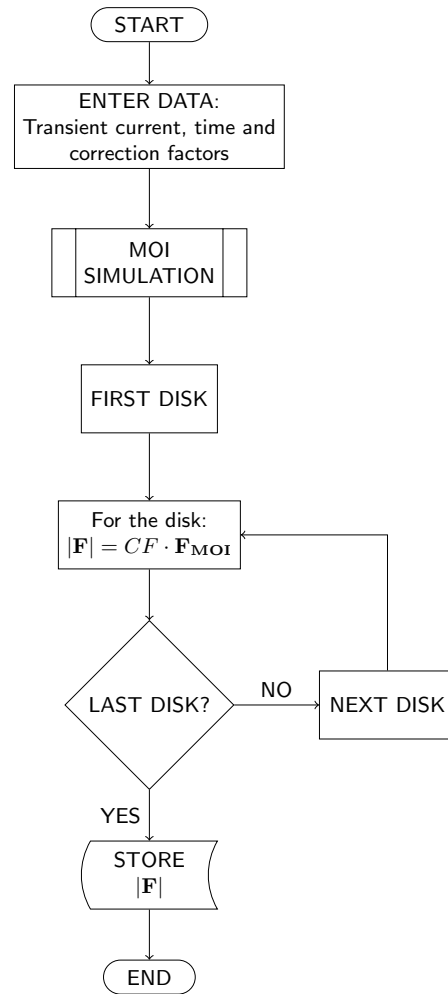 START
ENTER DATA:
Transient current, time and
correction factors
MOI
SIMULATION
FIRST DISK
For the disk:
|F| = CF · F_MOI
LAST DISK?
NO
NEXT DISK
YES
STORE
|F|
END